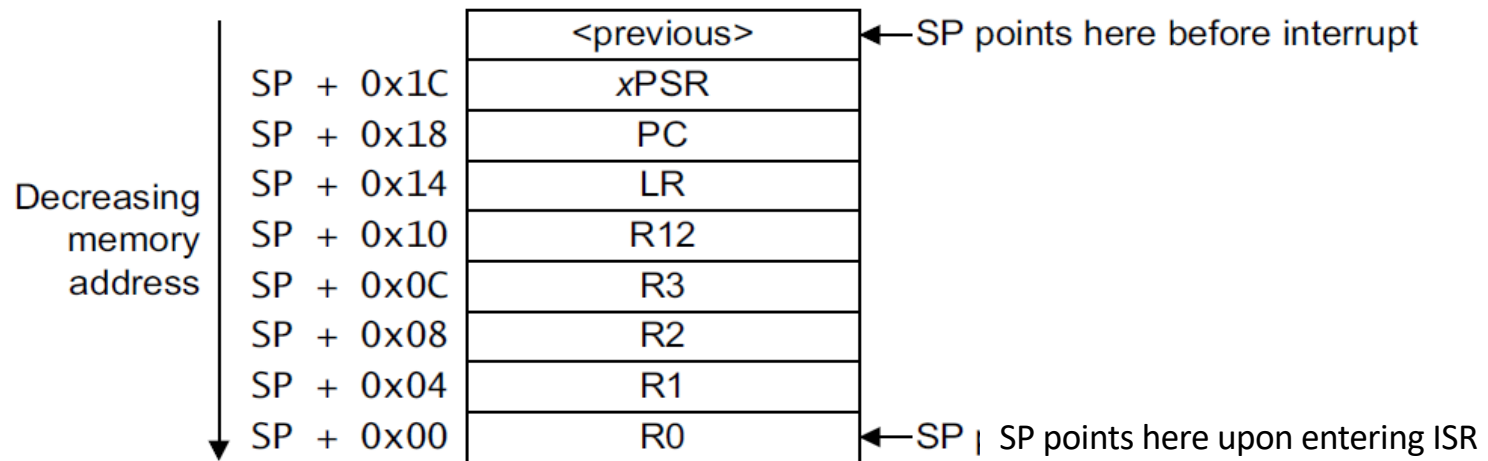 <previous> SP points here before interrupt
SP + 0x1C xPSR
SP + 0x18 PC
SP + 0x14 LR
Decreasing
memory
address
SP + 0x10 R12
SP + 0x0C R3
SP + 0x08 R2
SP + 0x04 R1
SP + 0x00 R0 SP SP points here upon entering ISR